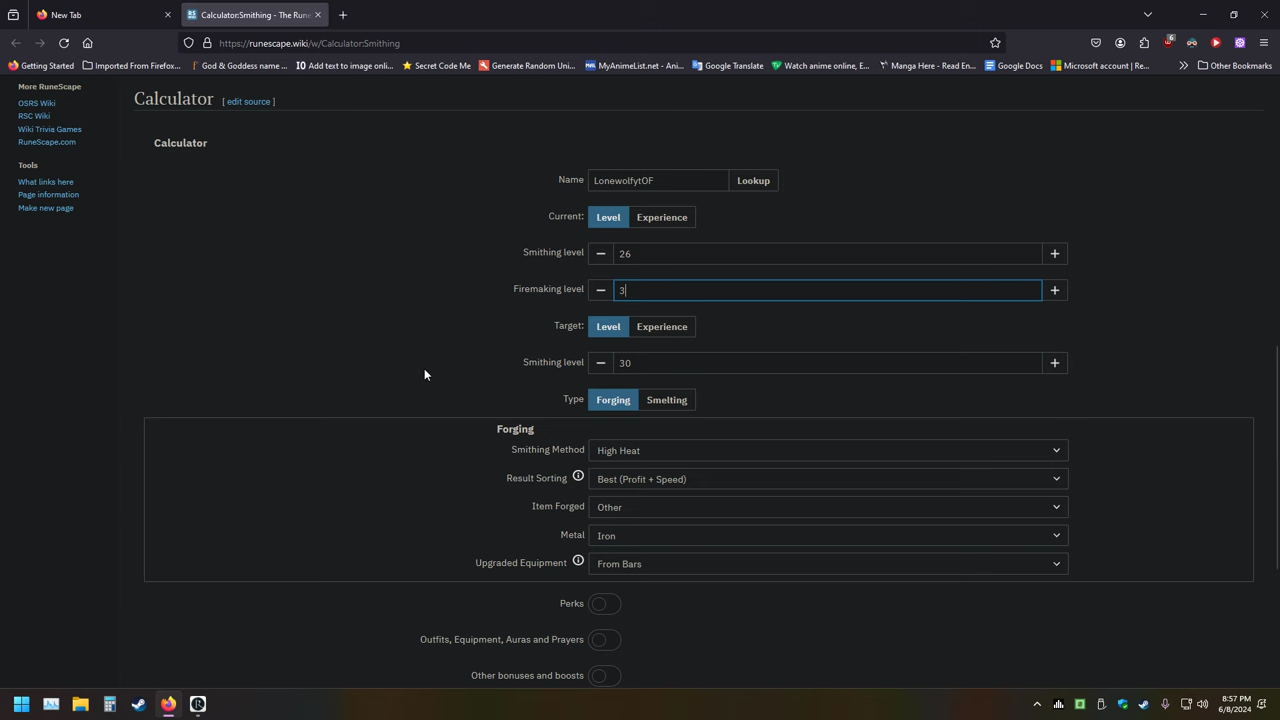 New Tab
Calculator:Smithing - The Rune
https://runescape.wiki/w/Calculator:Smithing
6
Getting Started
Imported From Firefox...
God & Goddess name ...
Add text to image onlin...
Secret Code Me
Generate Random Uni...
MyAnimeList.net - Ani...
Google Translate
Watch anime online, e...
Manga Here - Read En...
Google Docs
Microsoft account | Re...
Other Bookmarks
More RuneScape
OSRS Wiki
RSC Wiki
Wiki Trivia Games
RuneScape.com
Tools
What links here
Page information
Make new page
Calculator [ edit source ]
Calculator
Name LonewolfytOF Lookup
Current: Level Experience
Smithing level 26
Firemaking level 3
Target: Level Experience
Smithing level 30
Type Forging Smelting
Forging
Smithing Method High Heat
Result Sorting Best (Profit + Speed)
Item Forged Other
Metal Iron
Upgraded Equipment From Bars
Perks
Outfits, Equipment, Auras and Prayers
Other bonuses and boosts
8:57 PM
6/8/2024